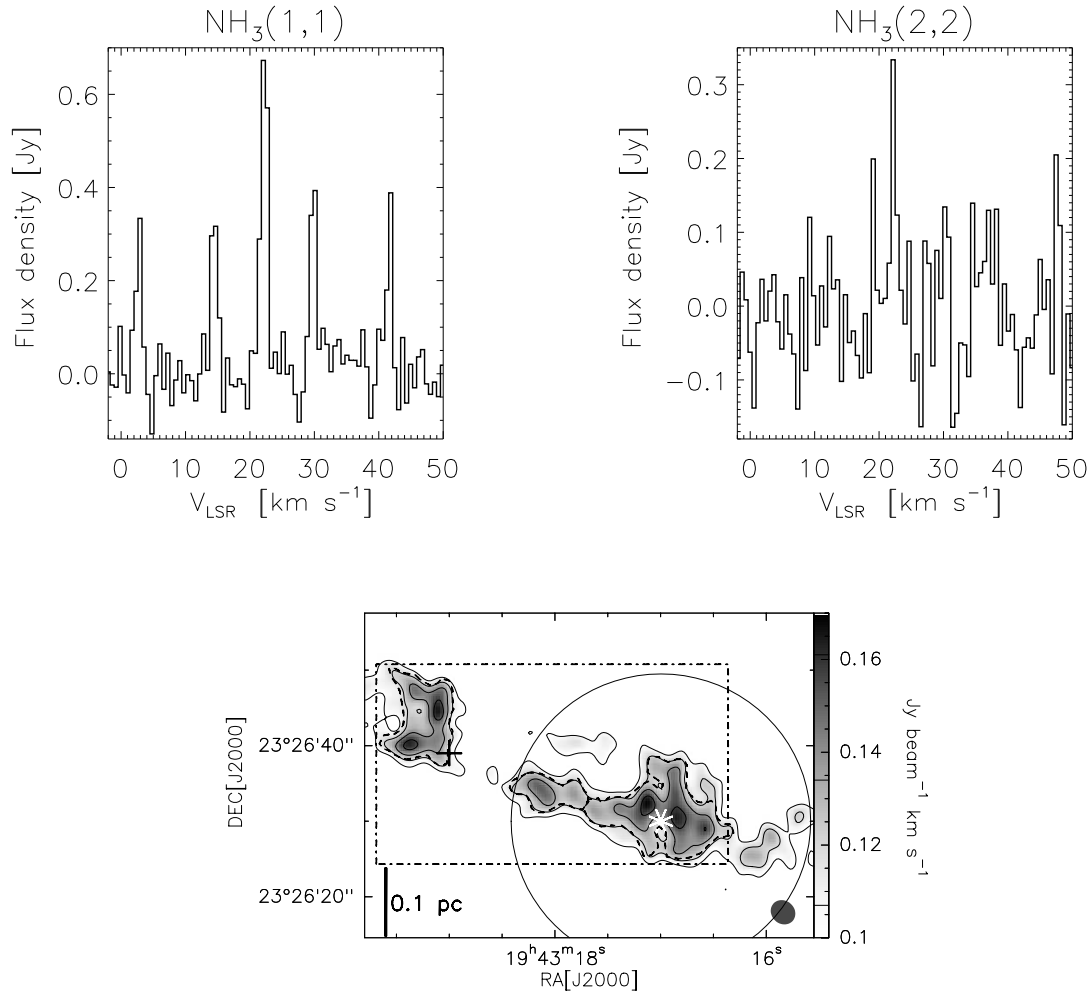 NH₃(1,1)
Flux density [Jy]
0.6
0.4
0.2
0.0
0 10 20 30 40 50
V_LSR [km s⁻¹]
NH₃(2,2)
Flux density [Jy]
0.3
0.2
0.1
0.0
−0.1
0 10 20 30 40 50
V_LSR [km s⁻¹]
DEC[J2000]
23°26'40''
23°26'20''
0.1 pc
19ʰ43ᵐ18ˢ 16ˢ
RA[J2000]
0.16
0.14
0.12
0.1
Jy beam⁻¹ km s⁻¹